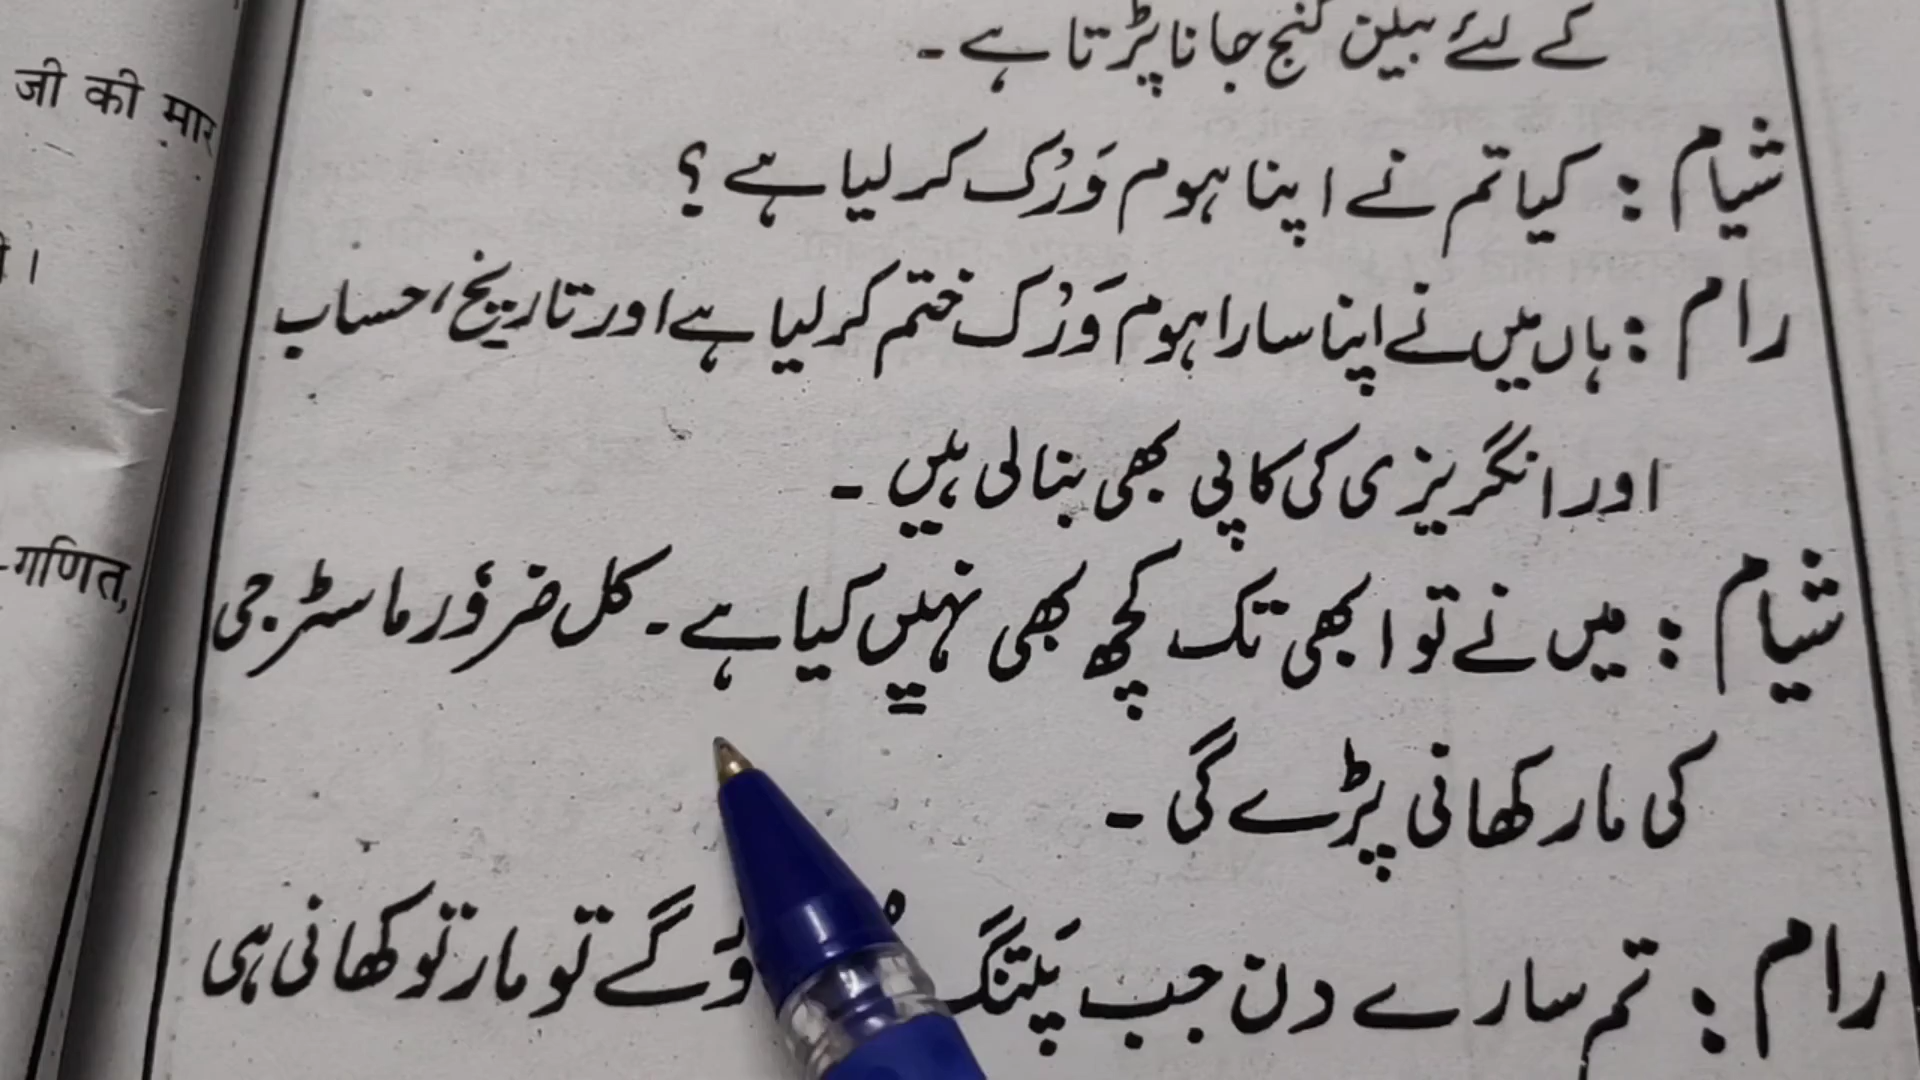 کے لئے بیلن گنج جانا پڑتا ہے ۔
شیام : کیا تم نے اپنا ہوم وَرْک کر لیا ہے ؟
رام : ہاں میں نے اپنا سارا ہوم وَرْک ختم کر لیا ہے اور تاریخ، حساب
اور انگریزی کی کاپی بھی بنالی ہیں ۔
شیام : میں نے تو ابھی تک کچھ بھی نہیں کیا ہے ۔ کل ضرور ماسٹر جی
کی مار کھانی پڑے گی ۔
رام : تم سارے دن جب پَتَنگ وَگے تو مار تو کھانی ہی
जी की मार
गणित,